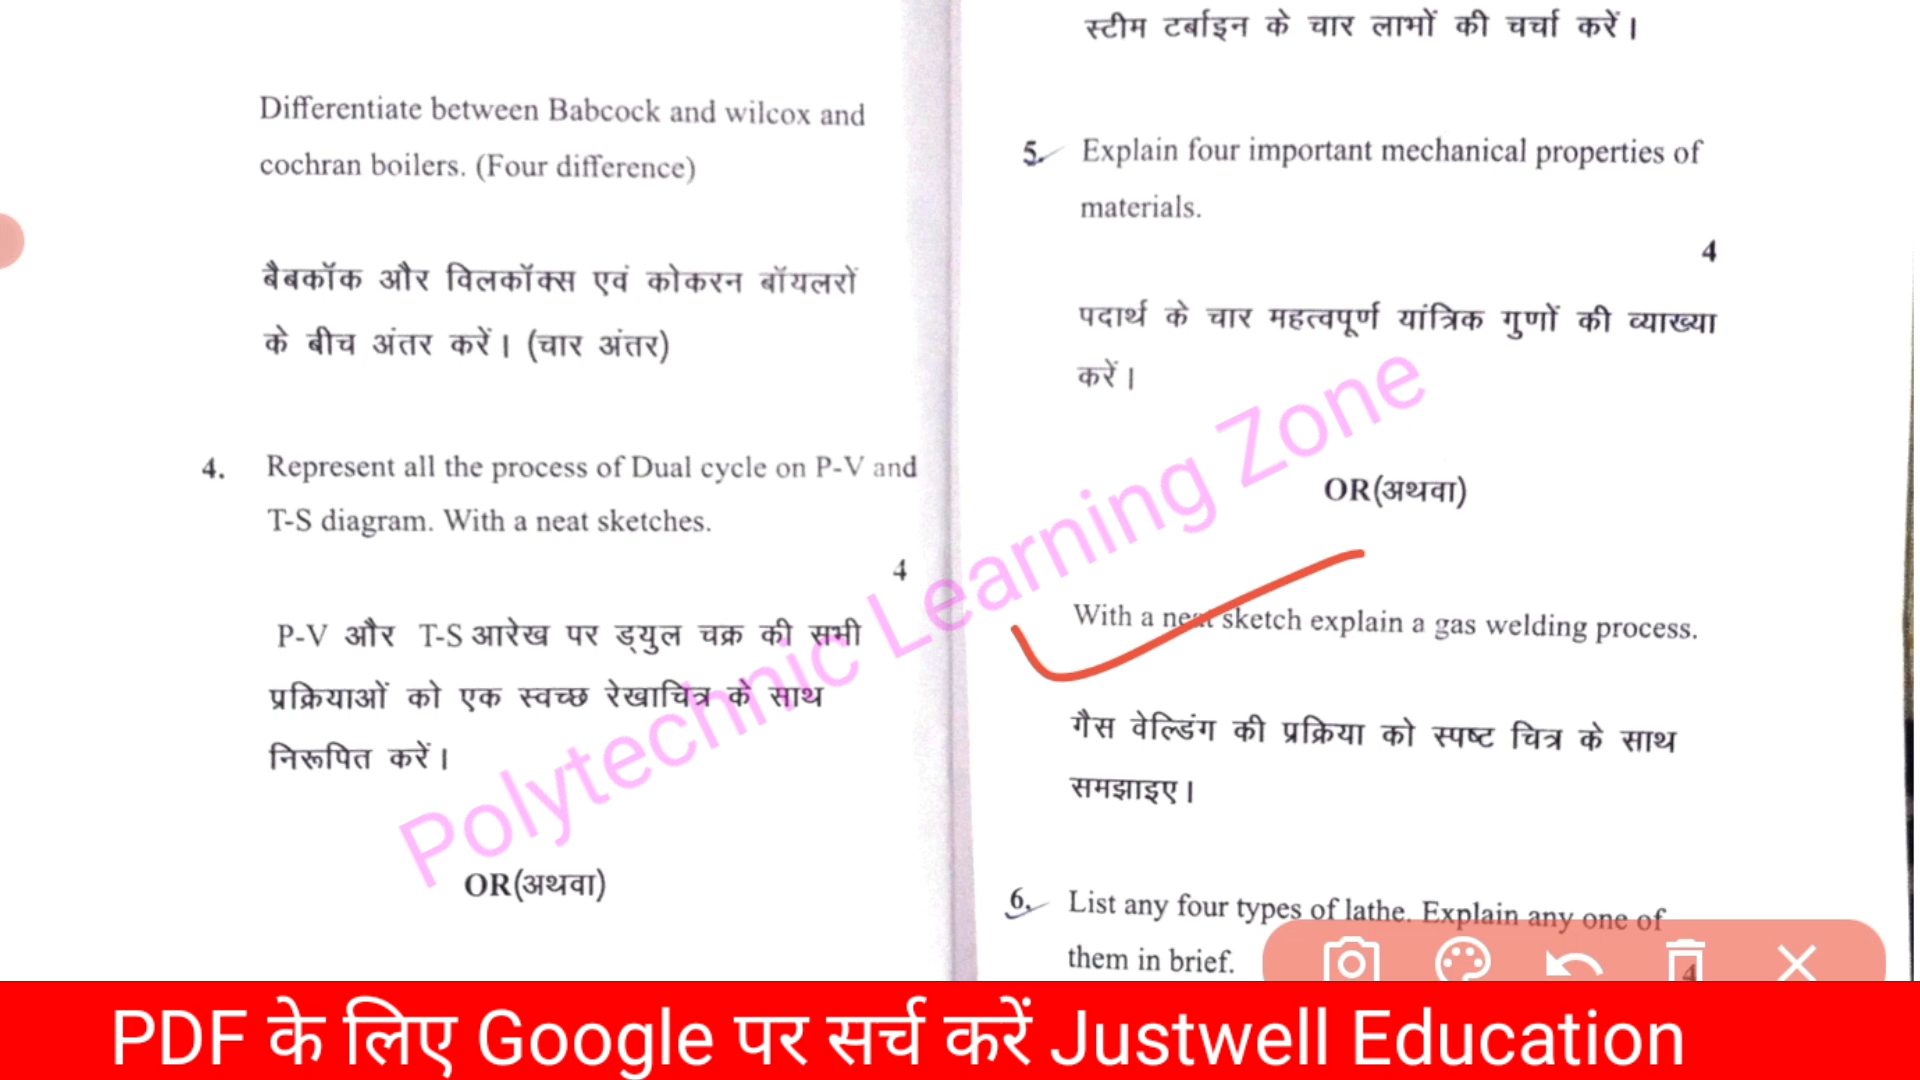 Differentiate between Babcock and wilcox and
cochran boilers. (Four difference)
बैबकॉक और विलकॉक्स एवं कोकरन बॉयलरों
के बीच अंतर करें। (चार अंतर)
4. Represent all the process of Dual cycle on P-V and
T-S diagram. With a neat sketches.
4
P-V और T-S आरेख पर ड्युल चक्र की सभी
प्रक्रियाओं को एक स्वच्छ रेखाचित्र के साथ
निरूपित करें।
OR(अथवा)
स्टीम टर्बाइन के चार लाभों की चर्चा करें।
5. Explain four important mechanical properties of
materials.
4
पदार्थ के चार महत्वपूर्ण यांत्रिक गुणों की व्याख्या
करें।
OR(अथवा)
With a neat sketch explain a gas welding process.
गैस वेल्डिंग की प्रक्रिया को स्पष्ट चित्र के साथ
समझाइए।
6. List any four types of lathe. Explain any one of
them in brief.
4
Polytechnic Learning Zone
PDF के लिए Google पर सर्च करें Justwell Education